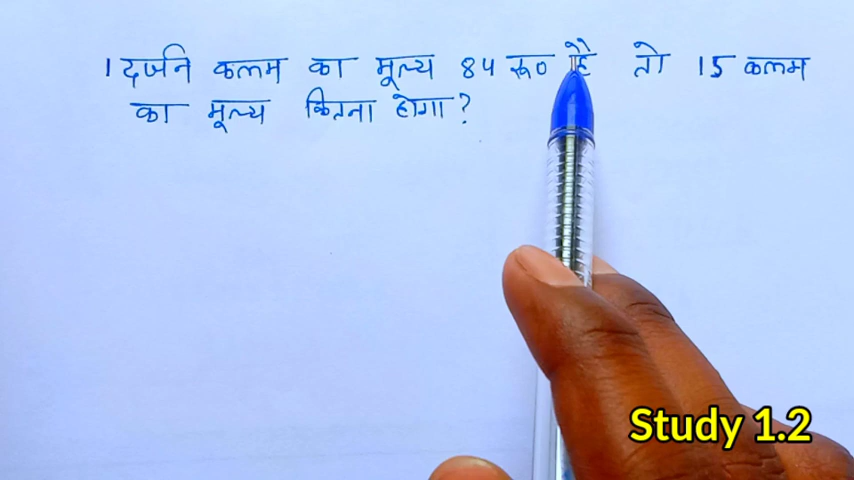 1 दर्जन कलम का मूल्य 84 रू० है तो 15 कलम
का मूल्य कितना होगा?
Study 1.2